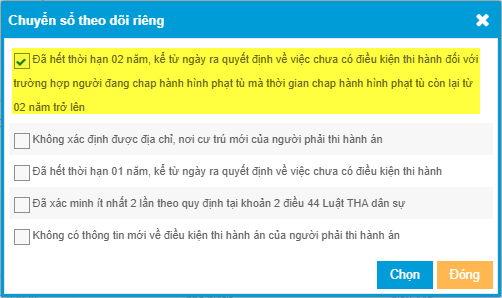 Chuyển sổ theo dõi riêng
Đã hết thời hạn 02 năm, kể từ ngày ra quyết định về việc chưa có điều kiện thi hành đối với
trường hợp người đang chap hành hình phạt tù mà thời gian chap hành hình phạt tù còn lại từ
02 năm trở lên
Không xác định được địa chỉ, nơi cư trú mới của người phải thi hành án
Đã hết thời hạn 01 năm, kể từ ngày ra quyết định về việc chưa có điều kiện thi hành
Đã xác minh ít nhất 2 lần theo quy định tại khoản 2 điều 44 Luật THA dân sự
Không có thông tin mới về điều kiện thi hành án của người phải thi hành án
Chọn
Đóng